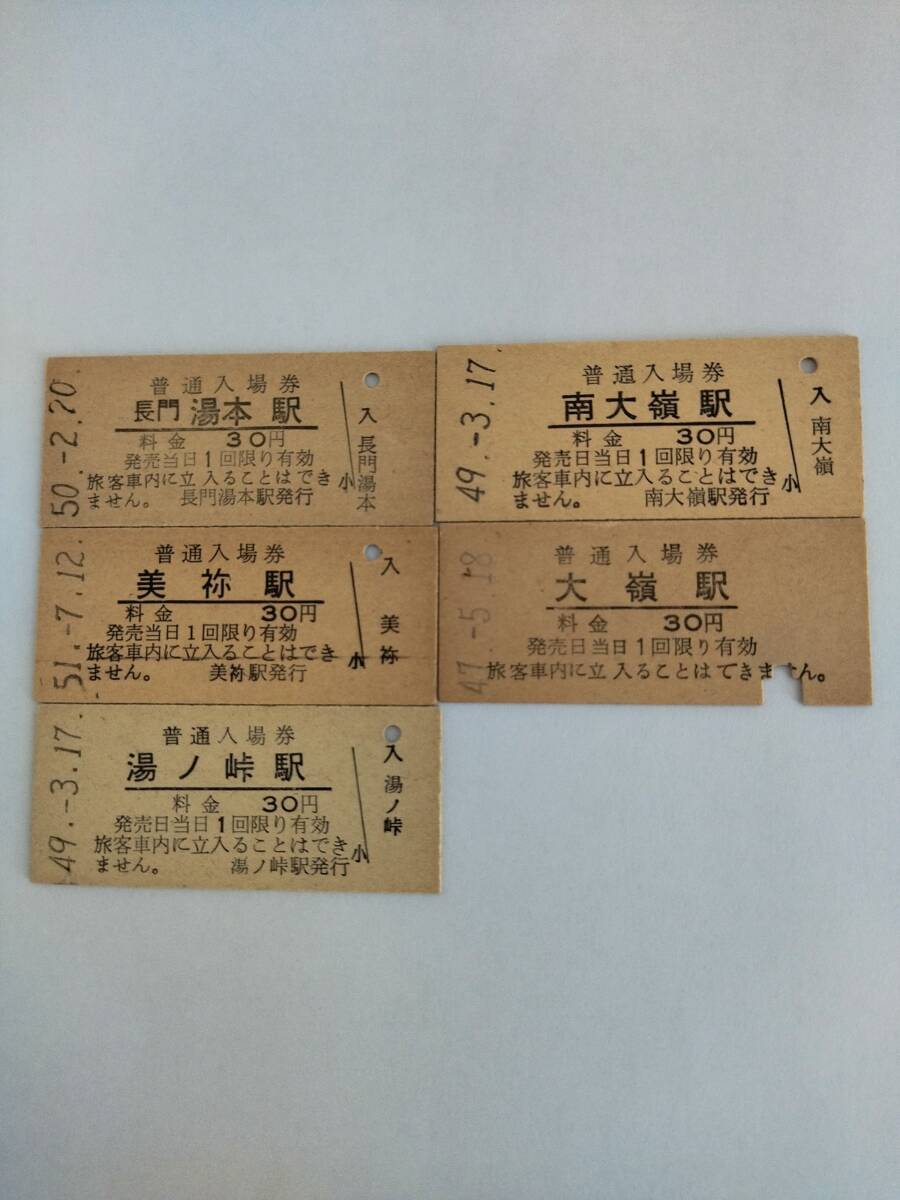 50.-2.20.
普通入場券
長門湯本駅
料金 30円
発売当日1回限り有効
旅客車内に立入ることはでき
ません。 長門湯本駅発行
小
入
長門湯本
49.-3.17.
普通入場券
南大嶺駅
料金 30円
発売日当日1回限り有効
旅客車内に立入ることはでき
ません。 南大嶺駅発行
小
入
南大嶺
51.-7.12.
普通入場券
美祢駅
料金 30円
発売当日1回限り有効
旅客車内に立入ることはでき
ません。 美祢駅発行
小
入
美祢
47.-5.18
普通入場券
大嶺駅
料金 30円
発売日当日1回限り有効
旅客車内に立入ることはできません。
49.-3.17.
普通入場券
湯ノ峠駅
料金 30円
発売日当日1回限り有効
旅客車内に立入ることはでき
ません。 湯ノ峠駅発行
小
入
湯ノ峠